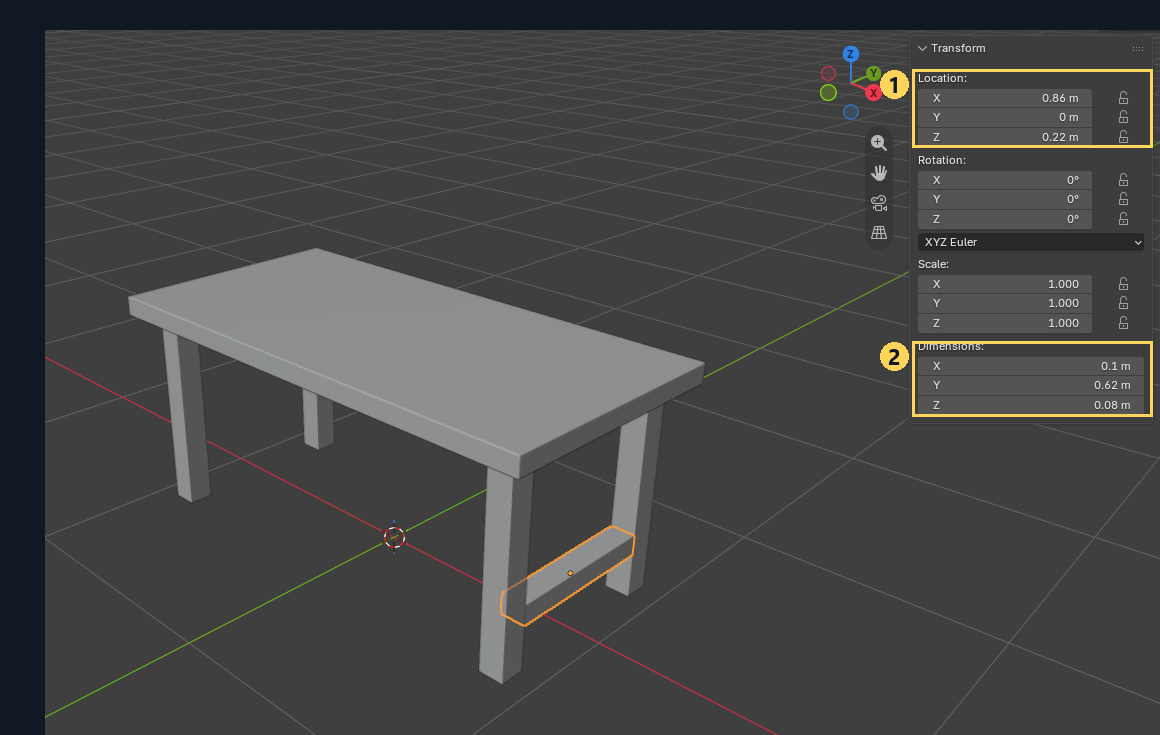 Z
Y
X
1
Transform
Location:
X 0.86 m
Y 0 m
Z 0.22 m
Rotation:
X 0°
Y 0°
Z 0°
XYZ Euler
Scale:
X 1.000
Y 1.000
Z 1.000
2
Dimensions:
X 0.1 m
Y 0.62 m
Z 0.08 m